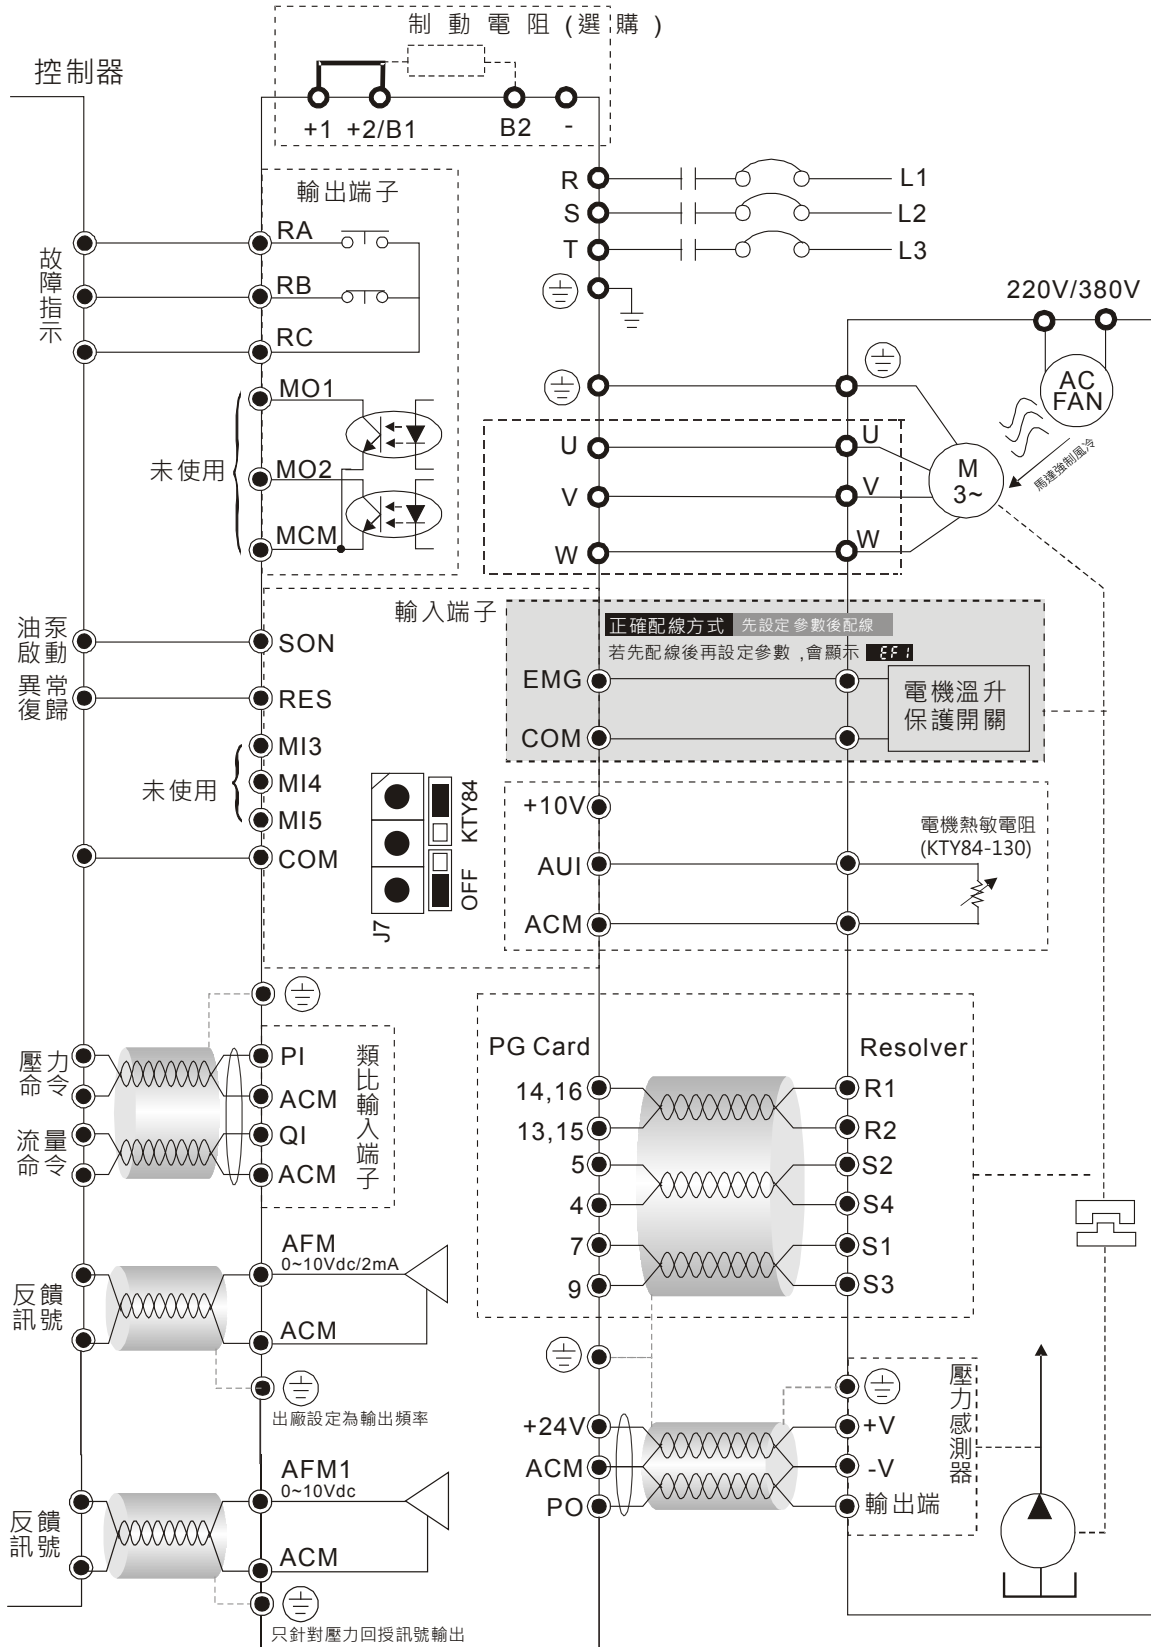 制動電阻(選購)
控制器
+1 +2/B1 B2 -
輸出端子
R L1
S L2
T L3
RA
RB
RC
故障指示
220V/380V
AC
FAN
馬達強制風冷
MO1
MO2
MCM
未使用
U U
V V
W W
M
3~
輸入端子
正確配線方式 先設定參數後配線
若先配線後再設定參數,會顯示 EF1
油泵
啟動
SON
異常
復歸
RES
EMG
COM
電機溫升
保護開關
MI3
MI4
MI5
未使用
COM
KTY84
OFF
J7
+10V
AUI
ACM
電機熱敏電阻
(KTY84-130)
壓力
命令
流量
命令
PI
ACM
QI
ACM
類比輸入端子
PG Card Resolver
14,16 R1
13,15 R2
5 S2
4 S4
7 S1
9 S3
反饋
訊號
AFM
0~10Vdc/2mA
ACM
出廠設定為輸出頻率
+24V +V
ACM -V
PO 輸出端
壓力感測器
反饋
訊號
AFM1
0~10Vdc
ACM
只針對壓力回授訊號輸出